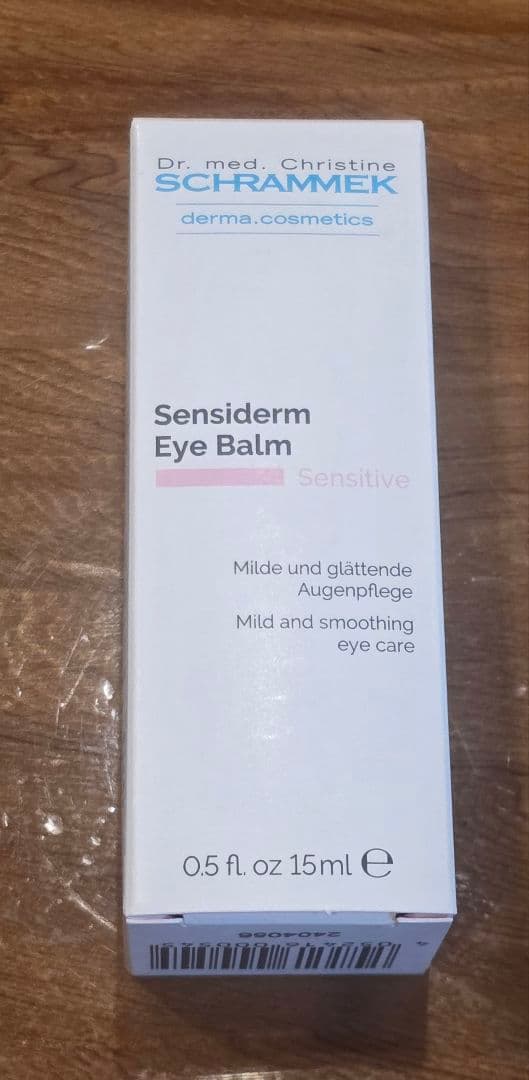 Dr. med. Christine
SCHRAMMEK
derma.cosmetics
Sensiderm
Eye Balm
Sensitive
Milde und glättende
Augenpflege
Mild and smoothing
eye care
0.5 fl. oz 15ml ℮
2404056